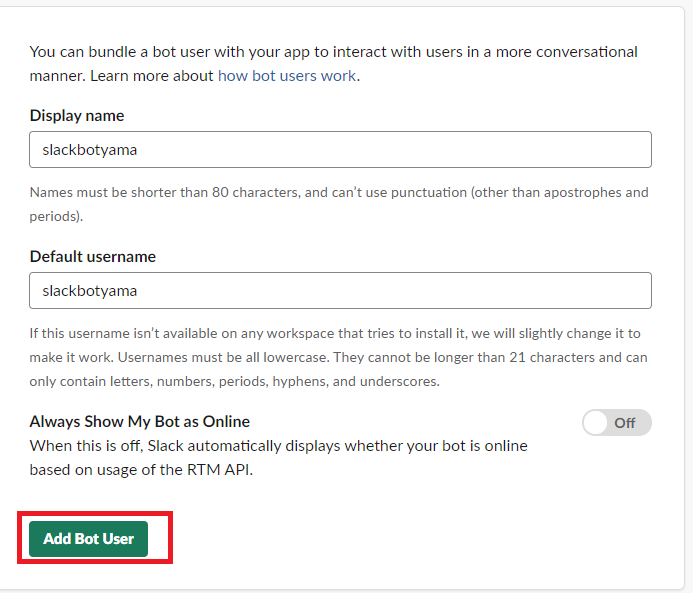 You can bundle a bot user with your app to interact with users in a more conversational
manner. Learn more about how bot users work.
Display name
slackbotyama
Names must be shorter than 80 characters, and can’t use punctuation (other than apostrophes and
periods).
Default username
slackbotyama
If this username isn’t available on any workspace that tries to install it, we will slightly change it to
make it work. Usernames must be all lowercase. They cannot be longer than 21 characters and can
only contain letters, numbers, periods, hyphens, and underscores.
Always Show My Bot as Online
Off
When this is off, Slack automatically displays whether your bot is online
based on usage of the RTM API.
Add Bot User